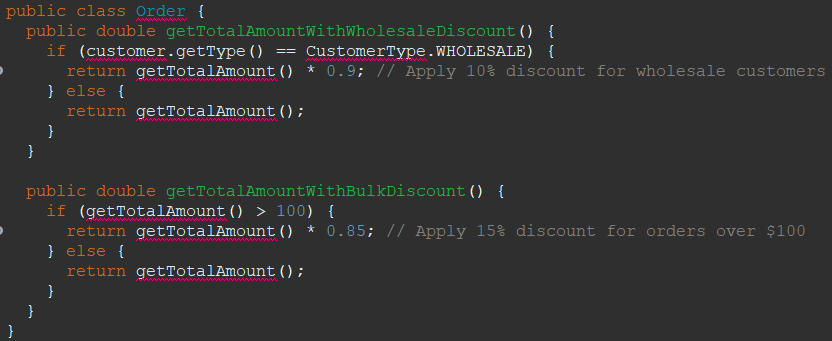 public class Order {
  public double getTotalAmountWithWholesaleDiscount() {
    if (customer.getType() == CustomerType.WHOLESALE) {
      return getTotalAmount() * 0.9; // Apply 10% discount for wholesale customers
    } else {
      return getTotalAmount();
    }
  }

  public double getTotalAmountWithBulkDiscount() {
    if (getTotalAmount() > 100) {
      return getTotalAmount() * 0.85; // Apply 15% discount for orders over $100
    } else {
      return getTotalAmount();
    }
  }
}